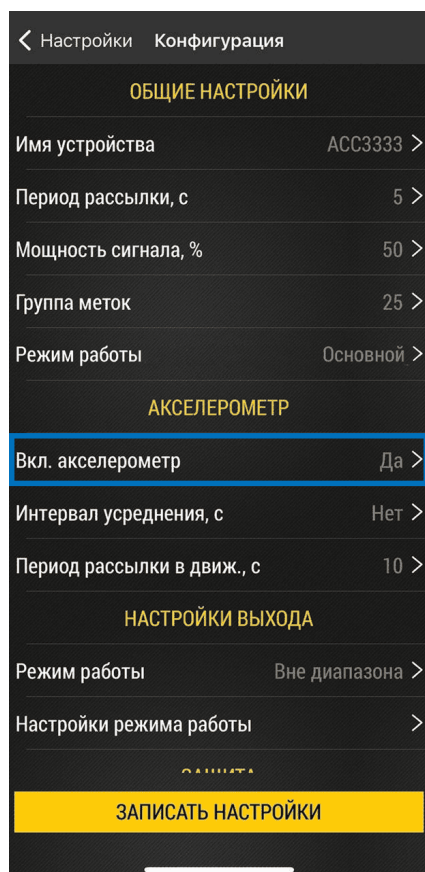 Настройки Конфигурация
ОБЩИЕ НАСТРОЙКИ
Имя устройства ACC3333
Период рассылки, с 5
Мощность сигнала, % 50
Группа меток 25
Режим работы Основной
АКСЕЛЕРОМЕТР
Вкл. акселерометр Да
Интервал усреднения, с Нет
Период рассылки в движ., с 10
НАСТРОЙКИ ВЫХОДА
Режим работы Вне диапазона
Настройки режима работы
ЗАЩИТА
ЗАПИСАТЬ НАСТРОЙКИ